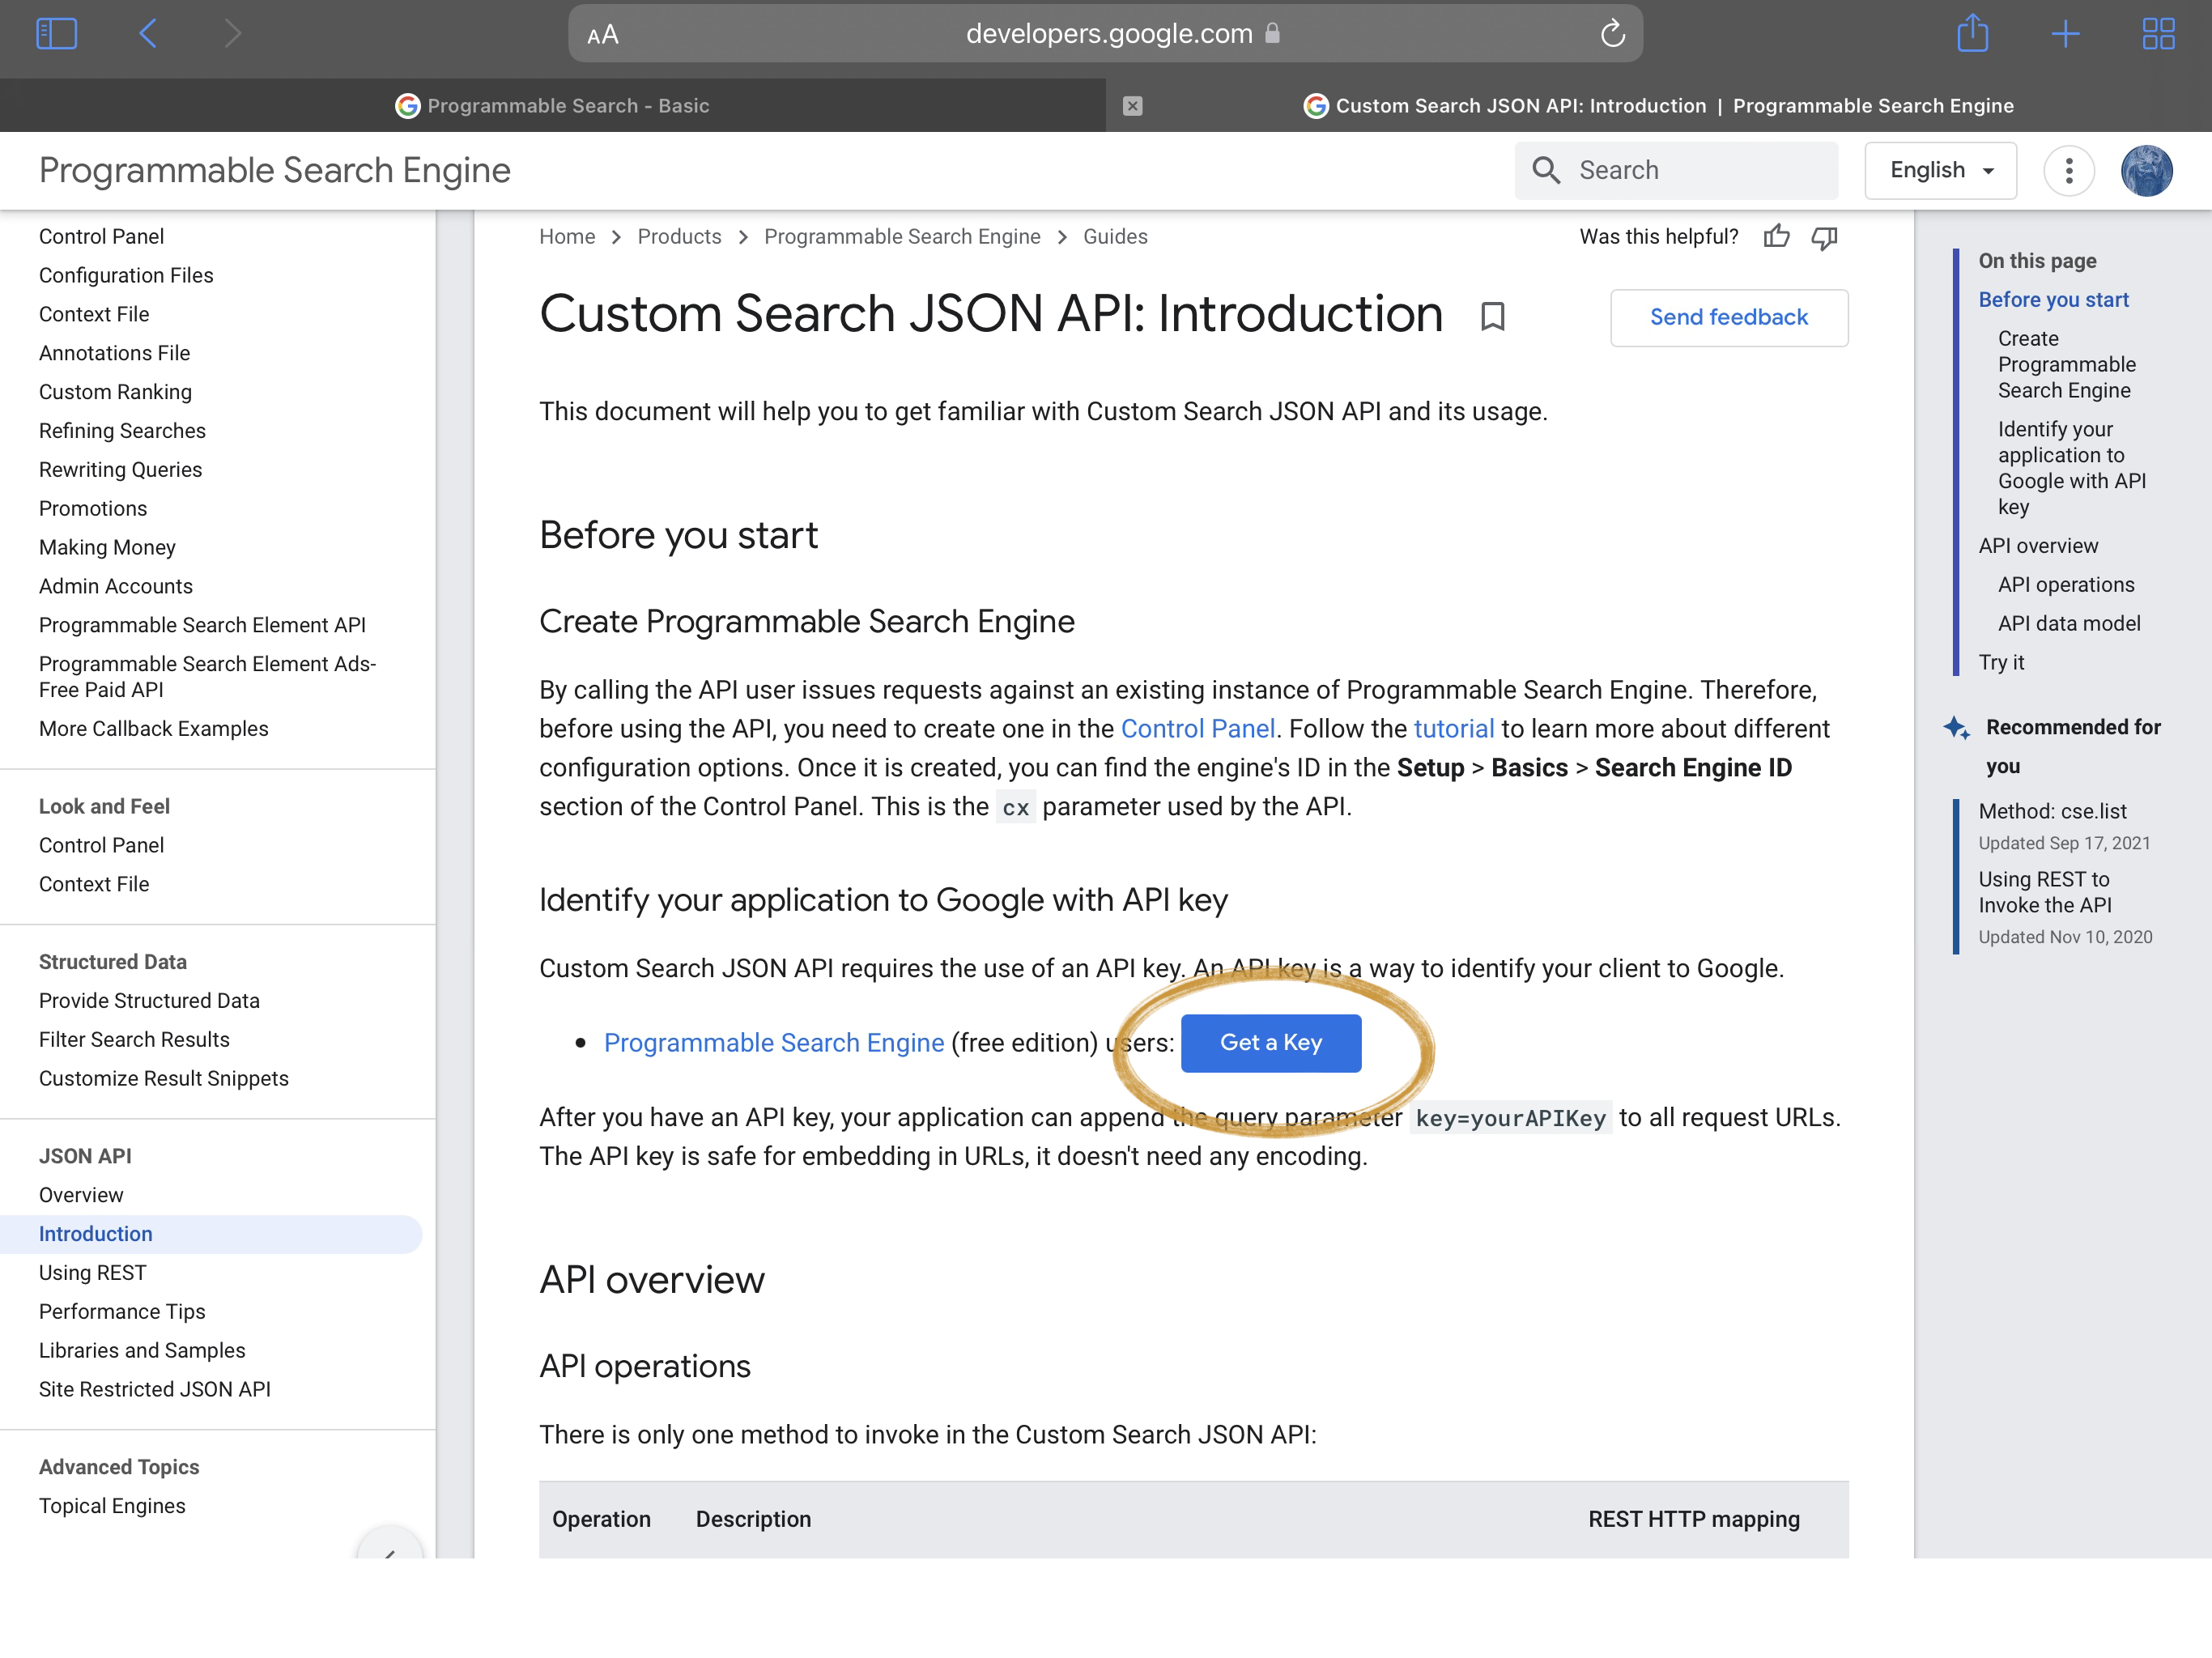 AA developers.google.com
Programmable Search - Basic
Custom Search JSON API: Introduction | Programmable Search Engine
Programmable Search Engine
Search
English
Control Panel
Configuration Files
Context File
Annotations File
Custom Ranking
Refining Searches
Rewriting Queries
Promotions
Making Money
Admin Accounts
Programmable Search Element API
Programmable Search Element Ads-
Free Paid API
More Callback Examples
Look and Feel
Control Panel
Context File
Structured Data
Provide Structured Data
Filter Search Results
Customize Result Snippets
JSON API
Overview
Introduction
Using REST
Performance Tips
Libraries and Samples
Site Restricted JSON API
Advanced Topics
Topical Engines
Home > Products > Programmable Search Engine > Guides
Was this helpful?
Custom Search JSON API: Introduction
Send feedback
This document will help you to get familiar with Custom Search JSON API and its usage.
Before you start
Create Programmable Search Engine
By calling the API user issues requests against an existing instance of Programmable Search Engine. Therefore,
before using the API, you need to create one in the Control Panel. Follow the tutorial to learn more about different
configuration options. Once it is created, you can find the engine's ID in the Setup > Basics > Search Engine ID
section of the Control Panel. This is the cx parameter used by the API.
Identify your application to Google with API key
Custom Search JSON API requires the use of an API key. An API key is a way to identify your client to Google.
• Programmable Search Engine (free edition) users: Get a Key
After you have an API key, your application can append the query parameter key=yourAPIKey to all request URLs.
The API key is safe for embedding in URLs, it doesn't need any encoding.
API overview
API operations
There is only one method to invoke in the Custom Search JSON API:
Operation Description REST HTTP mapping
On this page
Before you start
Create
Programmable
Search Engine
Identify your
application to
Google with API
key
API overview
API operations
API data model
Try it
Recommended for
you
Method: cse.list
Updated Sep 17, 2021
Using REST to
Invoke the API
Updated Nov 10, 2020